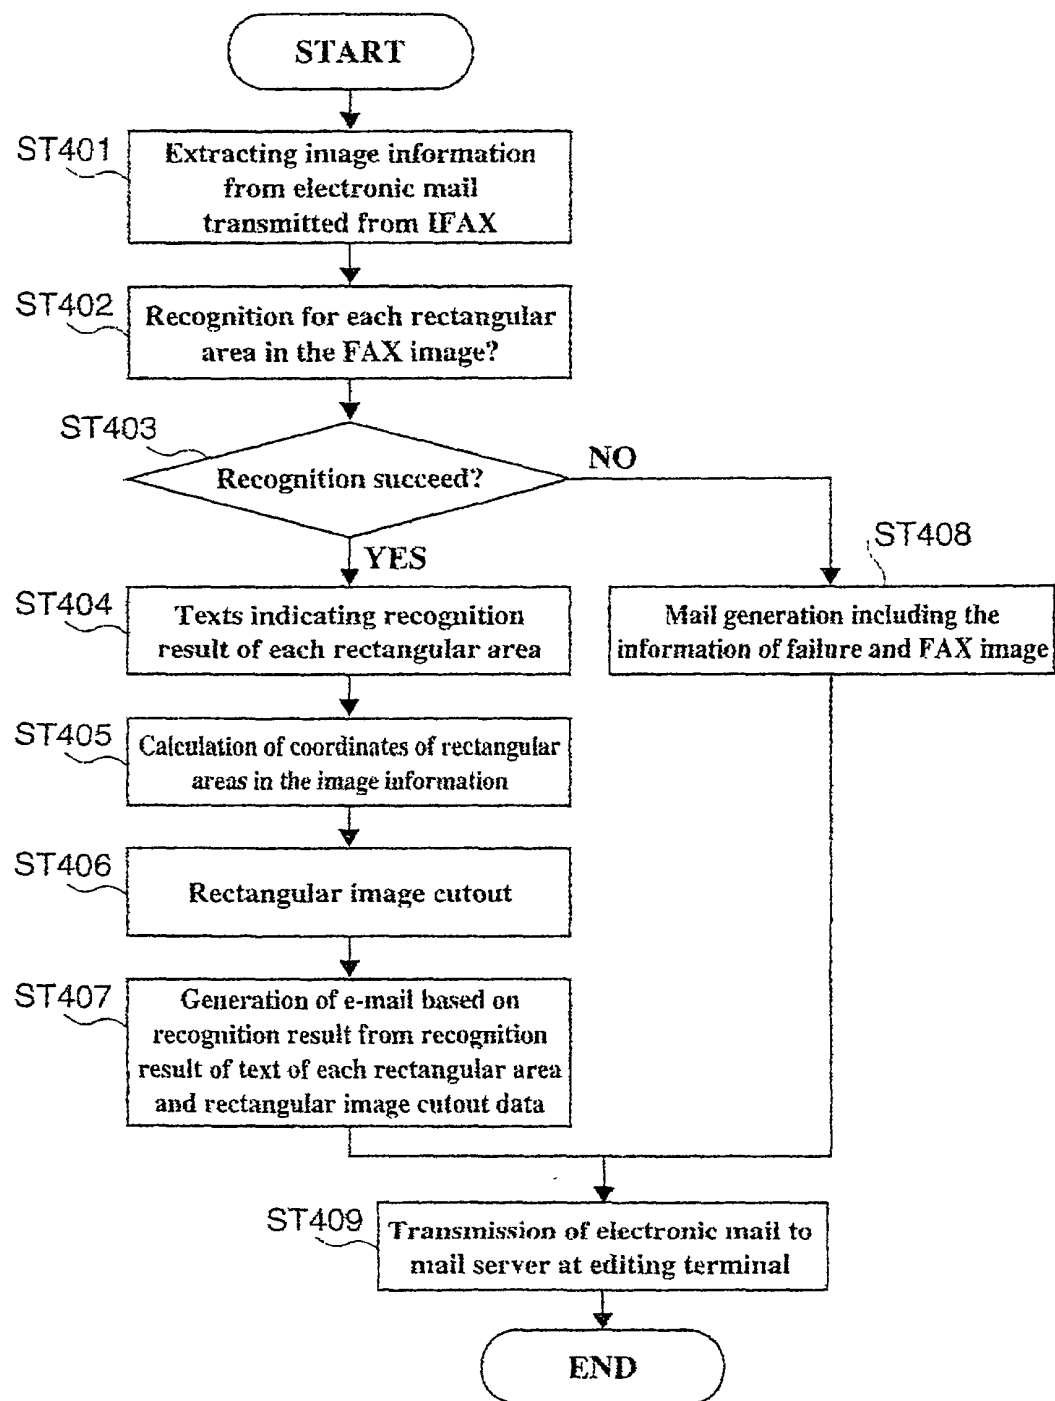 START
ST401
Extracting image information
from electronic mail
transmitted from IFAX
ST402
Recognition for each rectangular
area in the FAX image?
ST403
Recognition succeed?
NO
YES
ST408
ST404
Texts indicating recognition
result of each rectangular area
Mail generation including the
information of failure and FAX image
ST405
Calculation of coordinates of rectangular
areas in the image information
ST406
Rectangular image cutout
ST407
Generation of e-mail based on
recognition result from recognition
result of text of each rectangular area
and rectangular image cutout data
ST409
Transmission of electronic mail to
mail server at editing terminal
END